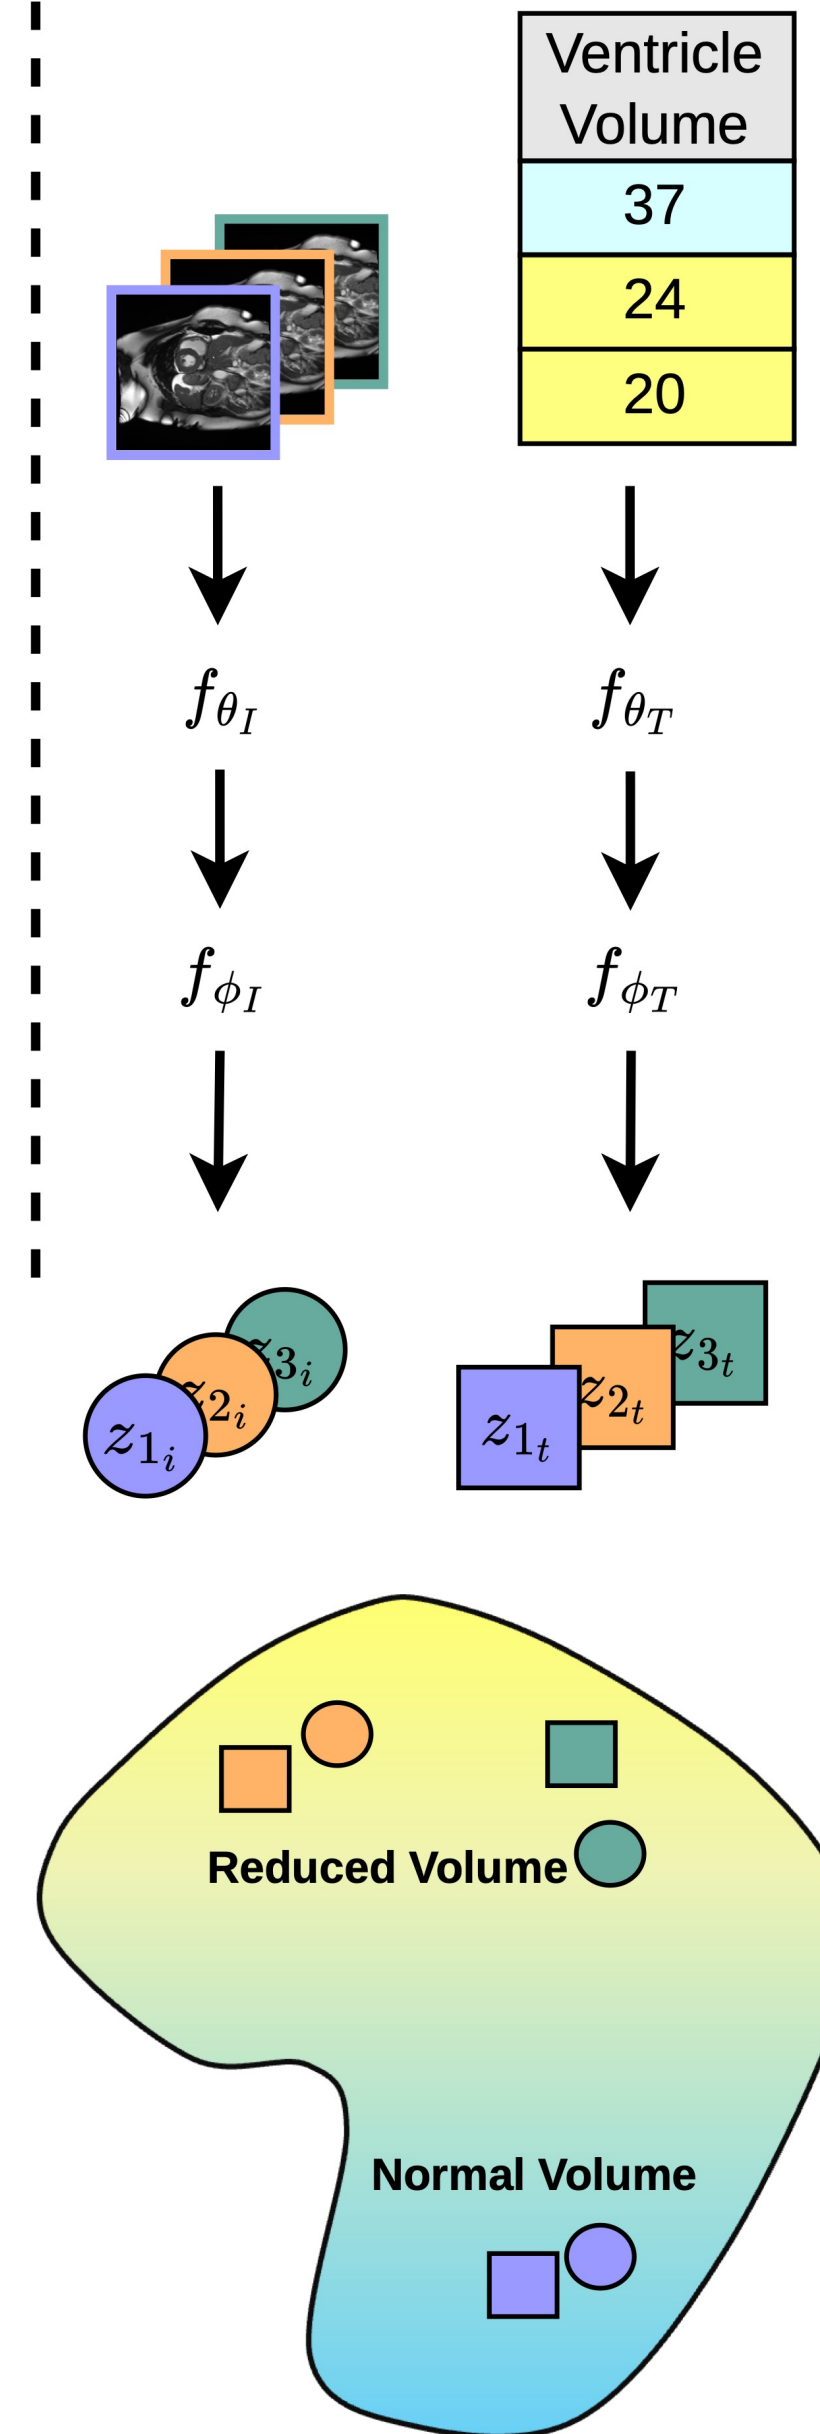 Ventricle
Volume
37
24
20
f_{θ_I} f_{θ_T}
f_{ϕ_I} f_{ϕ_T}
z_{3_i} z_{3_t}
z_{2_i} z_{2_t}
z_{1_i} z_{1_t}
Reduced Volume
Normal Volume